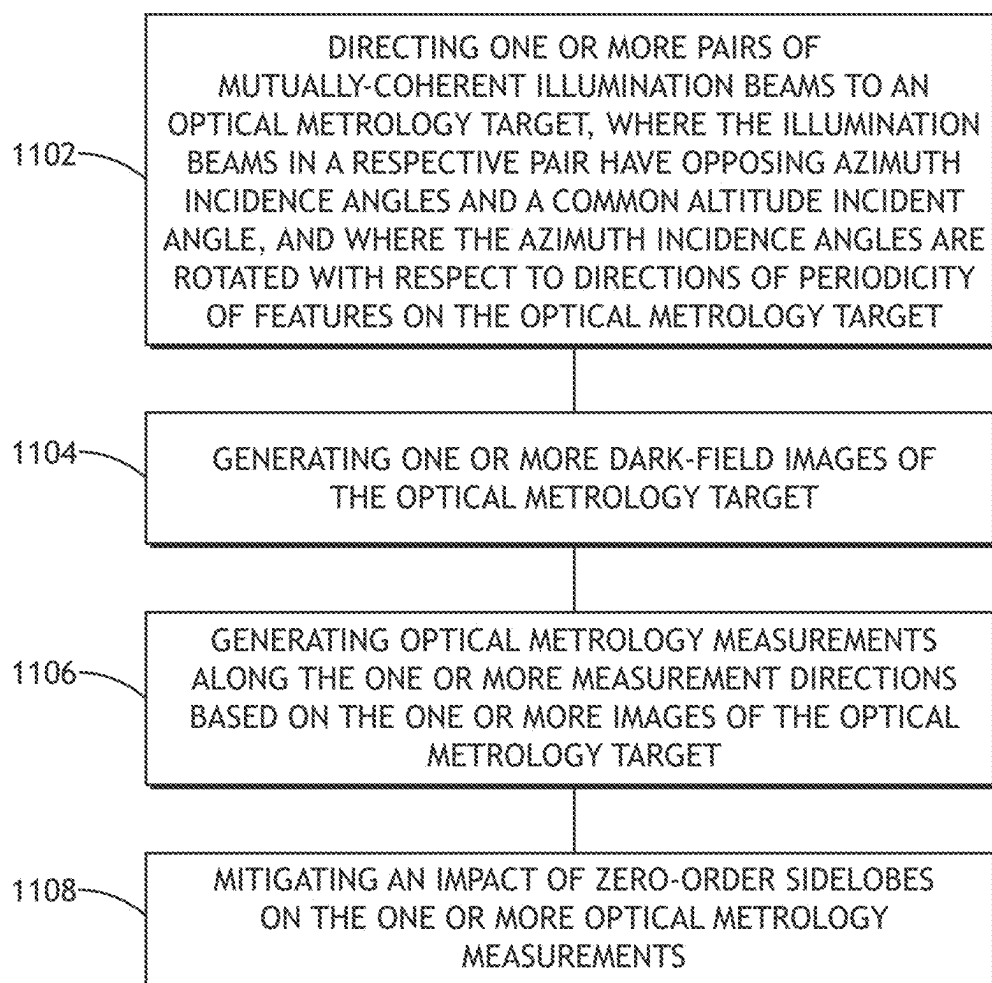 1102
DIRECTING ONE OR MORE PAIRS OF
MUTUALLY-COHERENT ILLUMINATION BEAMS TO AN
OPTICAL METROLOGY TARGET, WHERE THE ILLUMINATION
BEAMS IN A RESPECTIVE PAIR HAVE OPPOSING AZIMUTH
INCIDENCE ANGLES AND A COMMON ALTITUDE INCIDENT
ANGLE, AND WHERE THE AZIMUTH INCIDENCE ANGLES ARE
ROTATED WITH RESPECT TO DIRECTIONS OF PERIODICITY
OF FEATURES ON THE OPTICAL METROLOGY TARGET
1104
GENERATING ONE OR MORE DARK-FIELD IMAGES OF
THE OPTICAL METROLOGY TARGET
1106
GENERATING OPTICAL METROLOGY MEASUREMENTS
ALONG THE ONE OR MORE MEASUREMENT DIRECTIONS
BASED ON THE ONE OR MORE IMAGES OF THE OPTICAL
METROLOGY TARGET
1108
MITIGATING AN IMPACT OF ZERO-ORDER SIDELOBES
ON THE ONE OR MORE OPTICAL METROLOGY
MEASUREMENTS